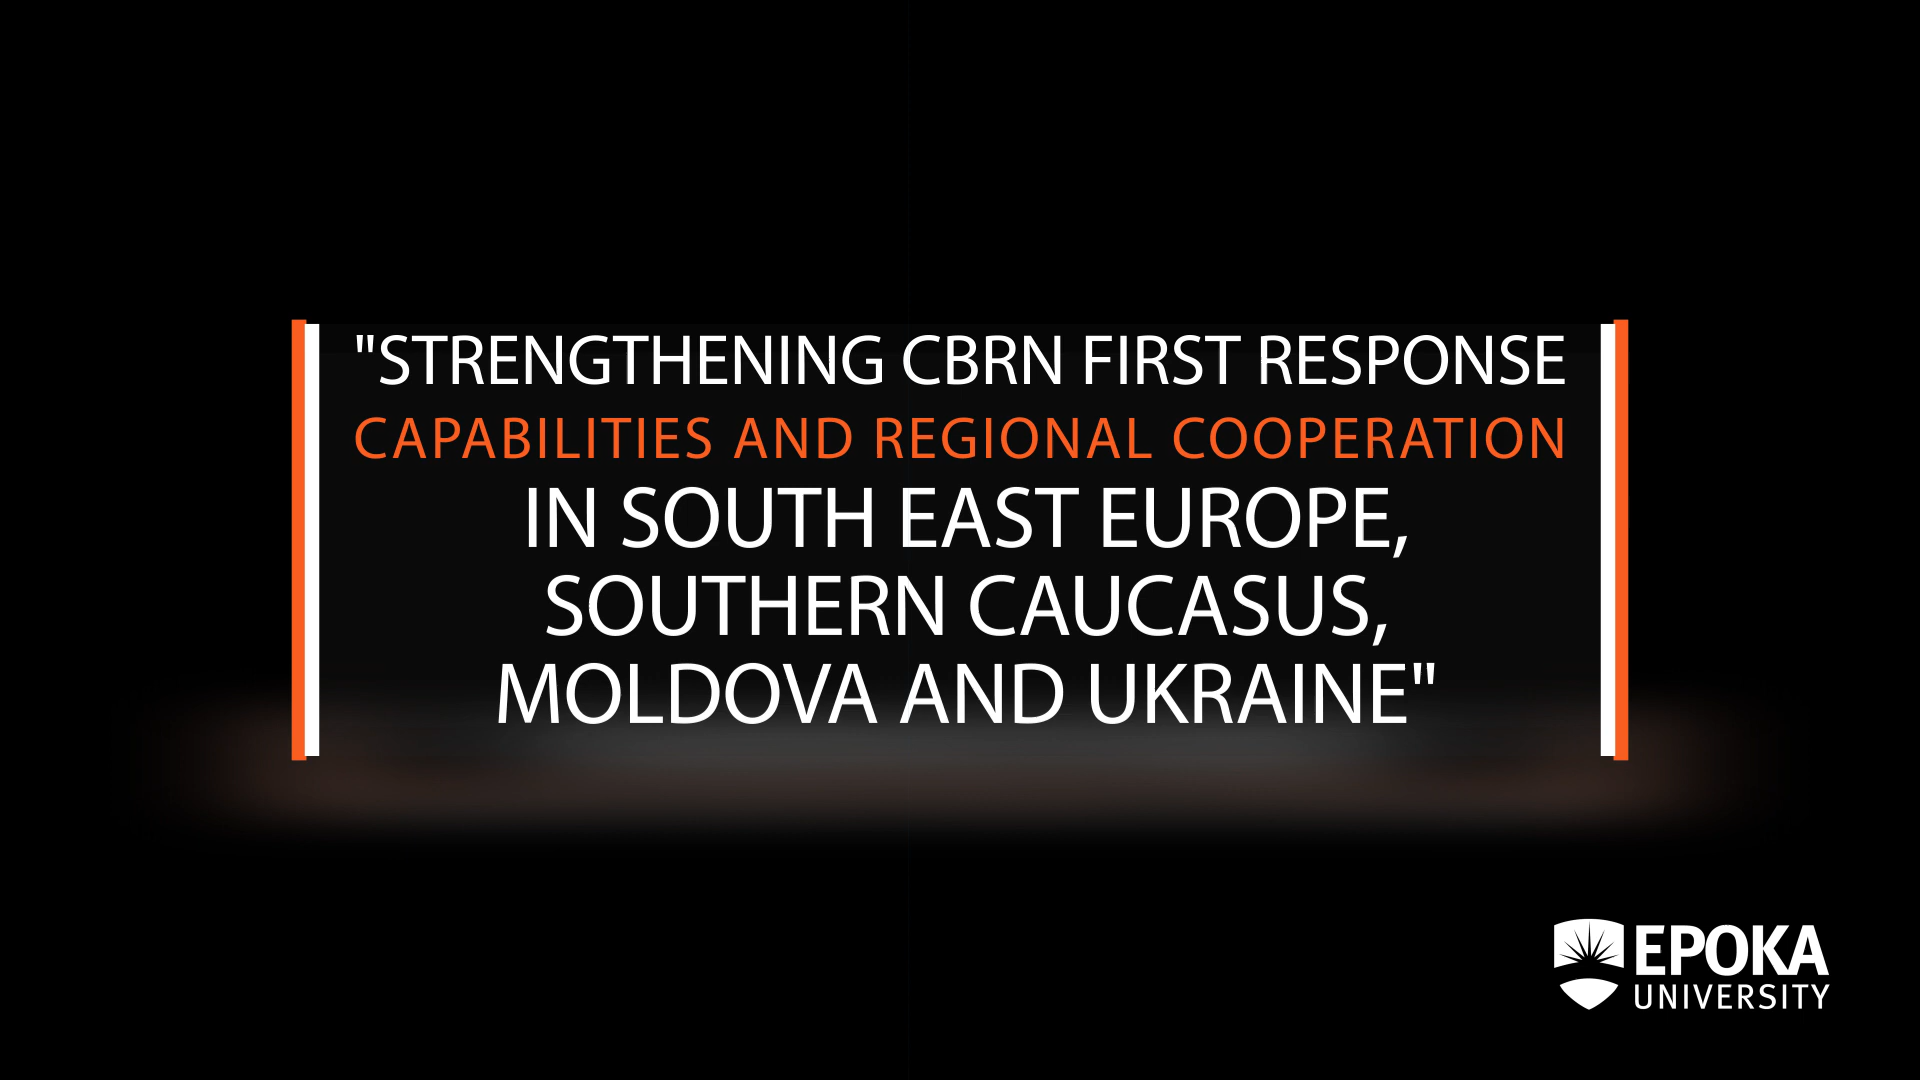 "STRENGTHENING CBRN FIRST RESPONSE
CAPABILITIES AND REGIONAL COOPERATION
IN SOUTH EAST EUROPE,
SOUTHERN CAUCASUS,
MOLDOVA AND UKRAINE"
EPOKA
UNIVERSITY